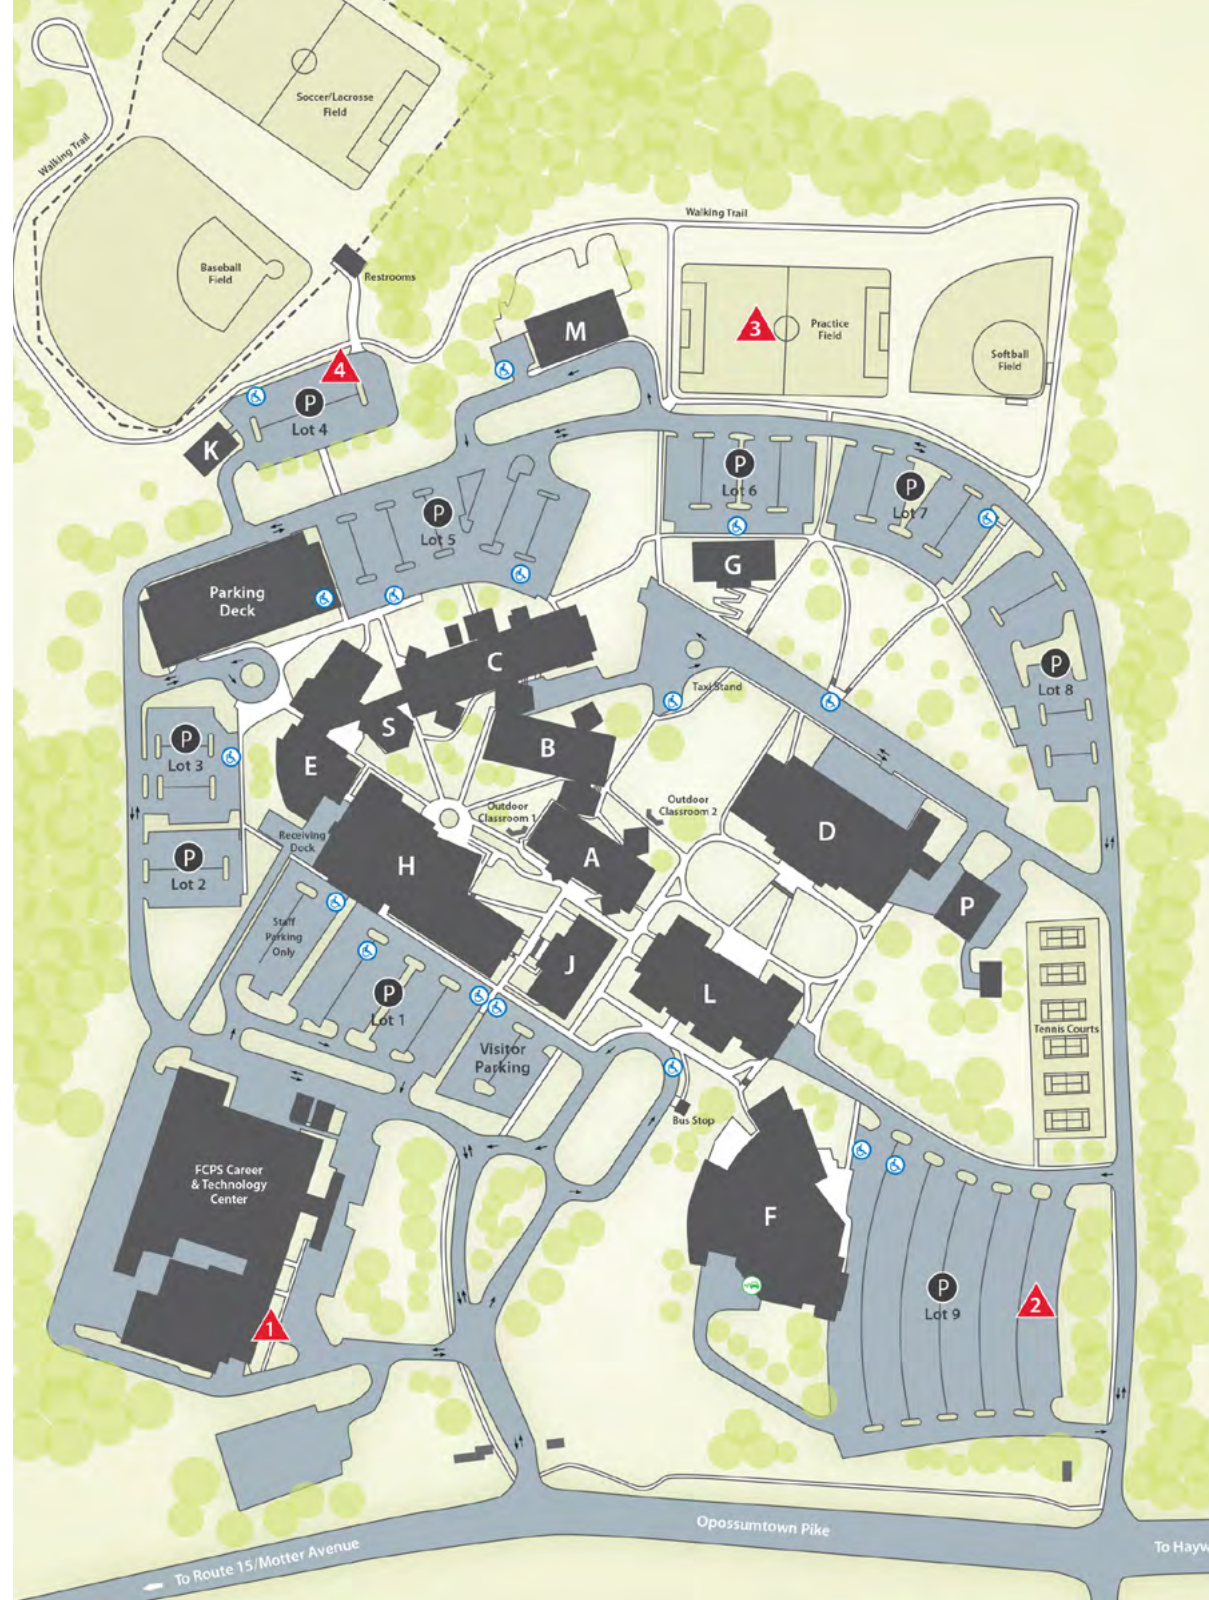 Soccer/Lacrosse
Field
Walking Trail
Walking Trail
Baseball
Field
Restrooms
M
3
Practice
Field
Softball
Field
4
P
Lot 4
K
P
Lot 6
P
Lot 7
P
Lot 5
G
Parking
Deck
C
P
Lot 8
Taxi Stand
S
B
P
Lot 3
E
Outdoor
Classroom 1
Outdoor
Classroom 2
Receiving
Dock
D
P
Lot 2
H
A
P
Staff
Parking
Only
J
L
P
Lot 1
Tennis Courts
Visitor
Parking
Bus Stop
FCPS Career
& Technology
Center
F
P
Lot 9
2
1
Opossumtown Pike
To Route 15/Motter Avenue
To Hayw